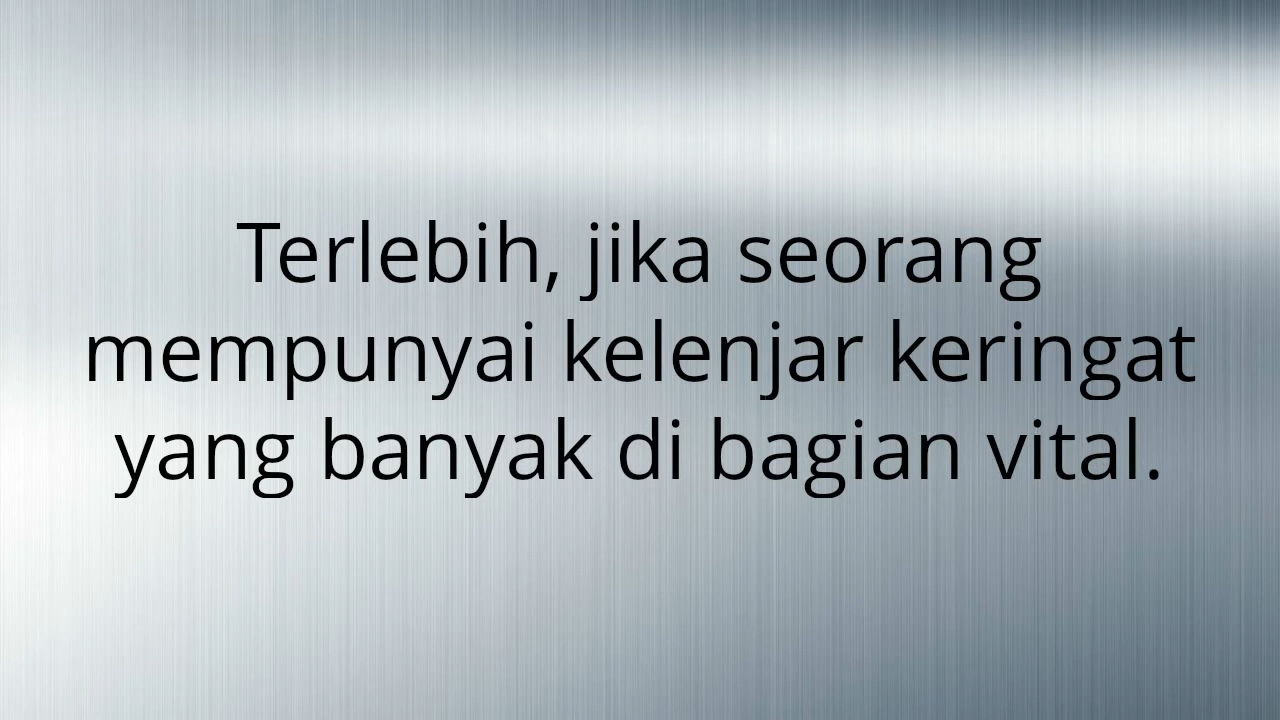 Terlebih, jika seorang
mempunyai kelenjar keringat
yang banyak di bagian vital.